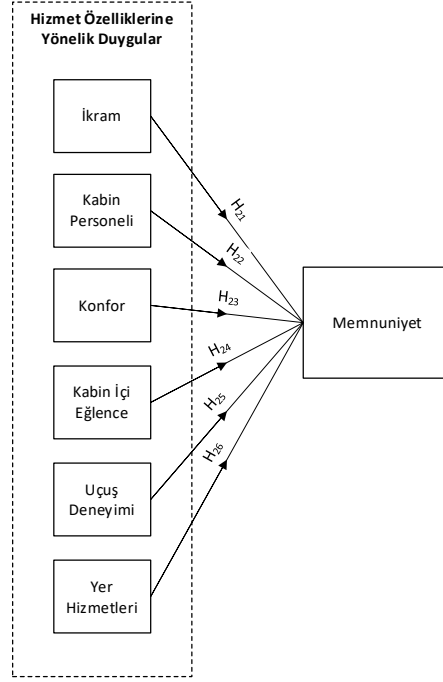 Hizmet Özelliklerine
Yönelik Duygular
İkram
Kabin
Personeli
Konfor
Kabin İçi
Eğlence
Uçuş
Deneyimi
Yer
Hizmetleri
H21
H22
H23
H24
H25
H26
Memnuniyet